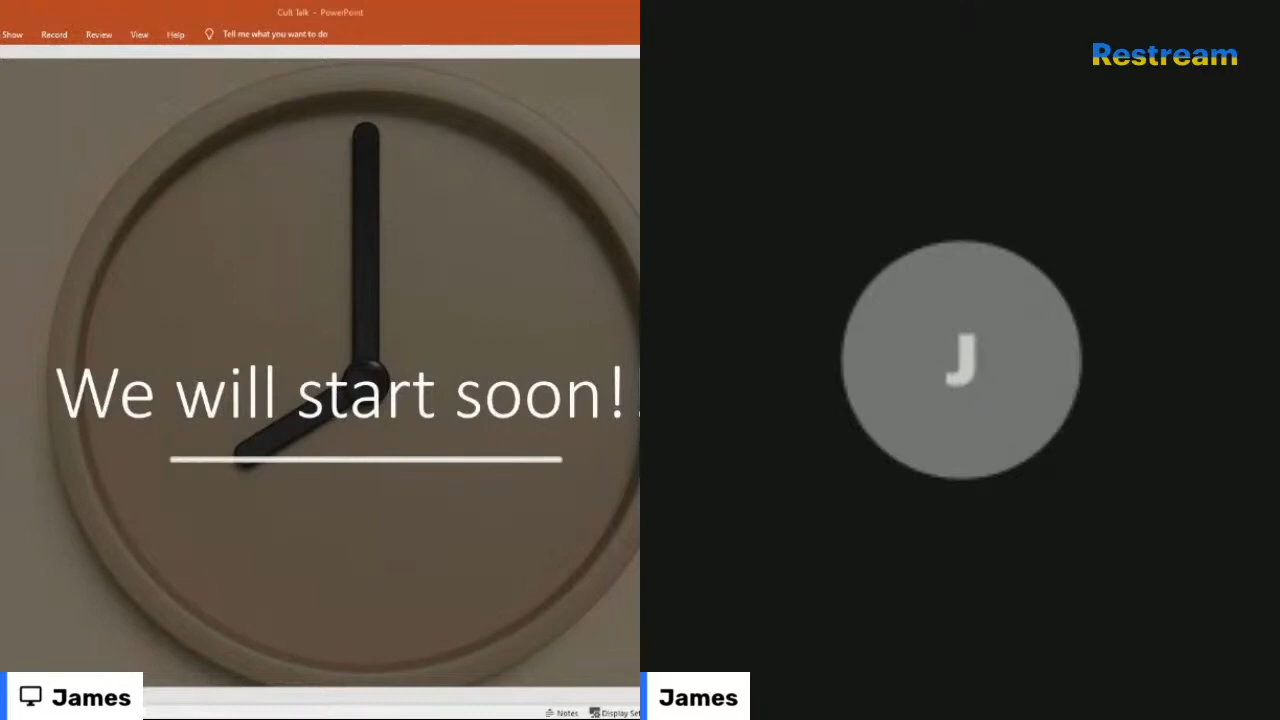 Cult Talk - PowerPoint
Show Record Review View Help Tell me what you want to do
Restream
We will start soon!
J
James
James
Notes Display